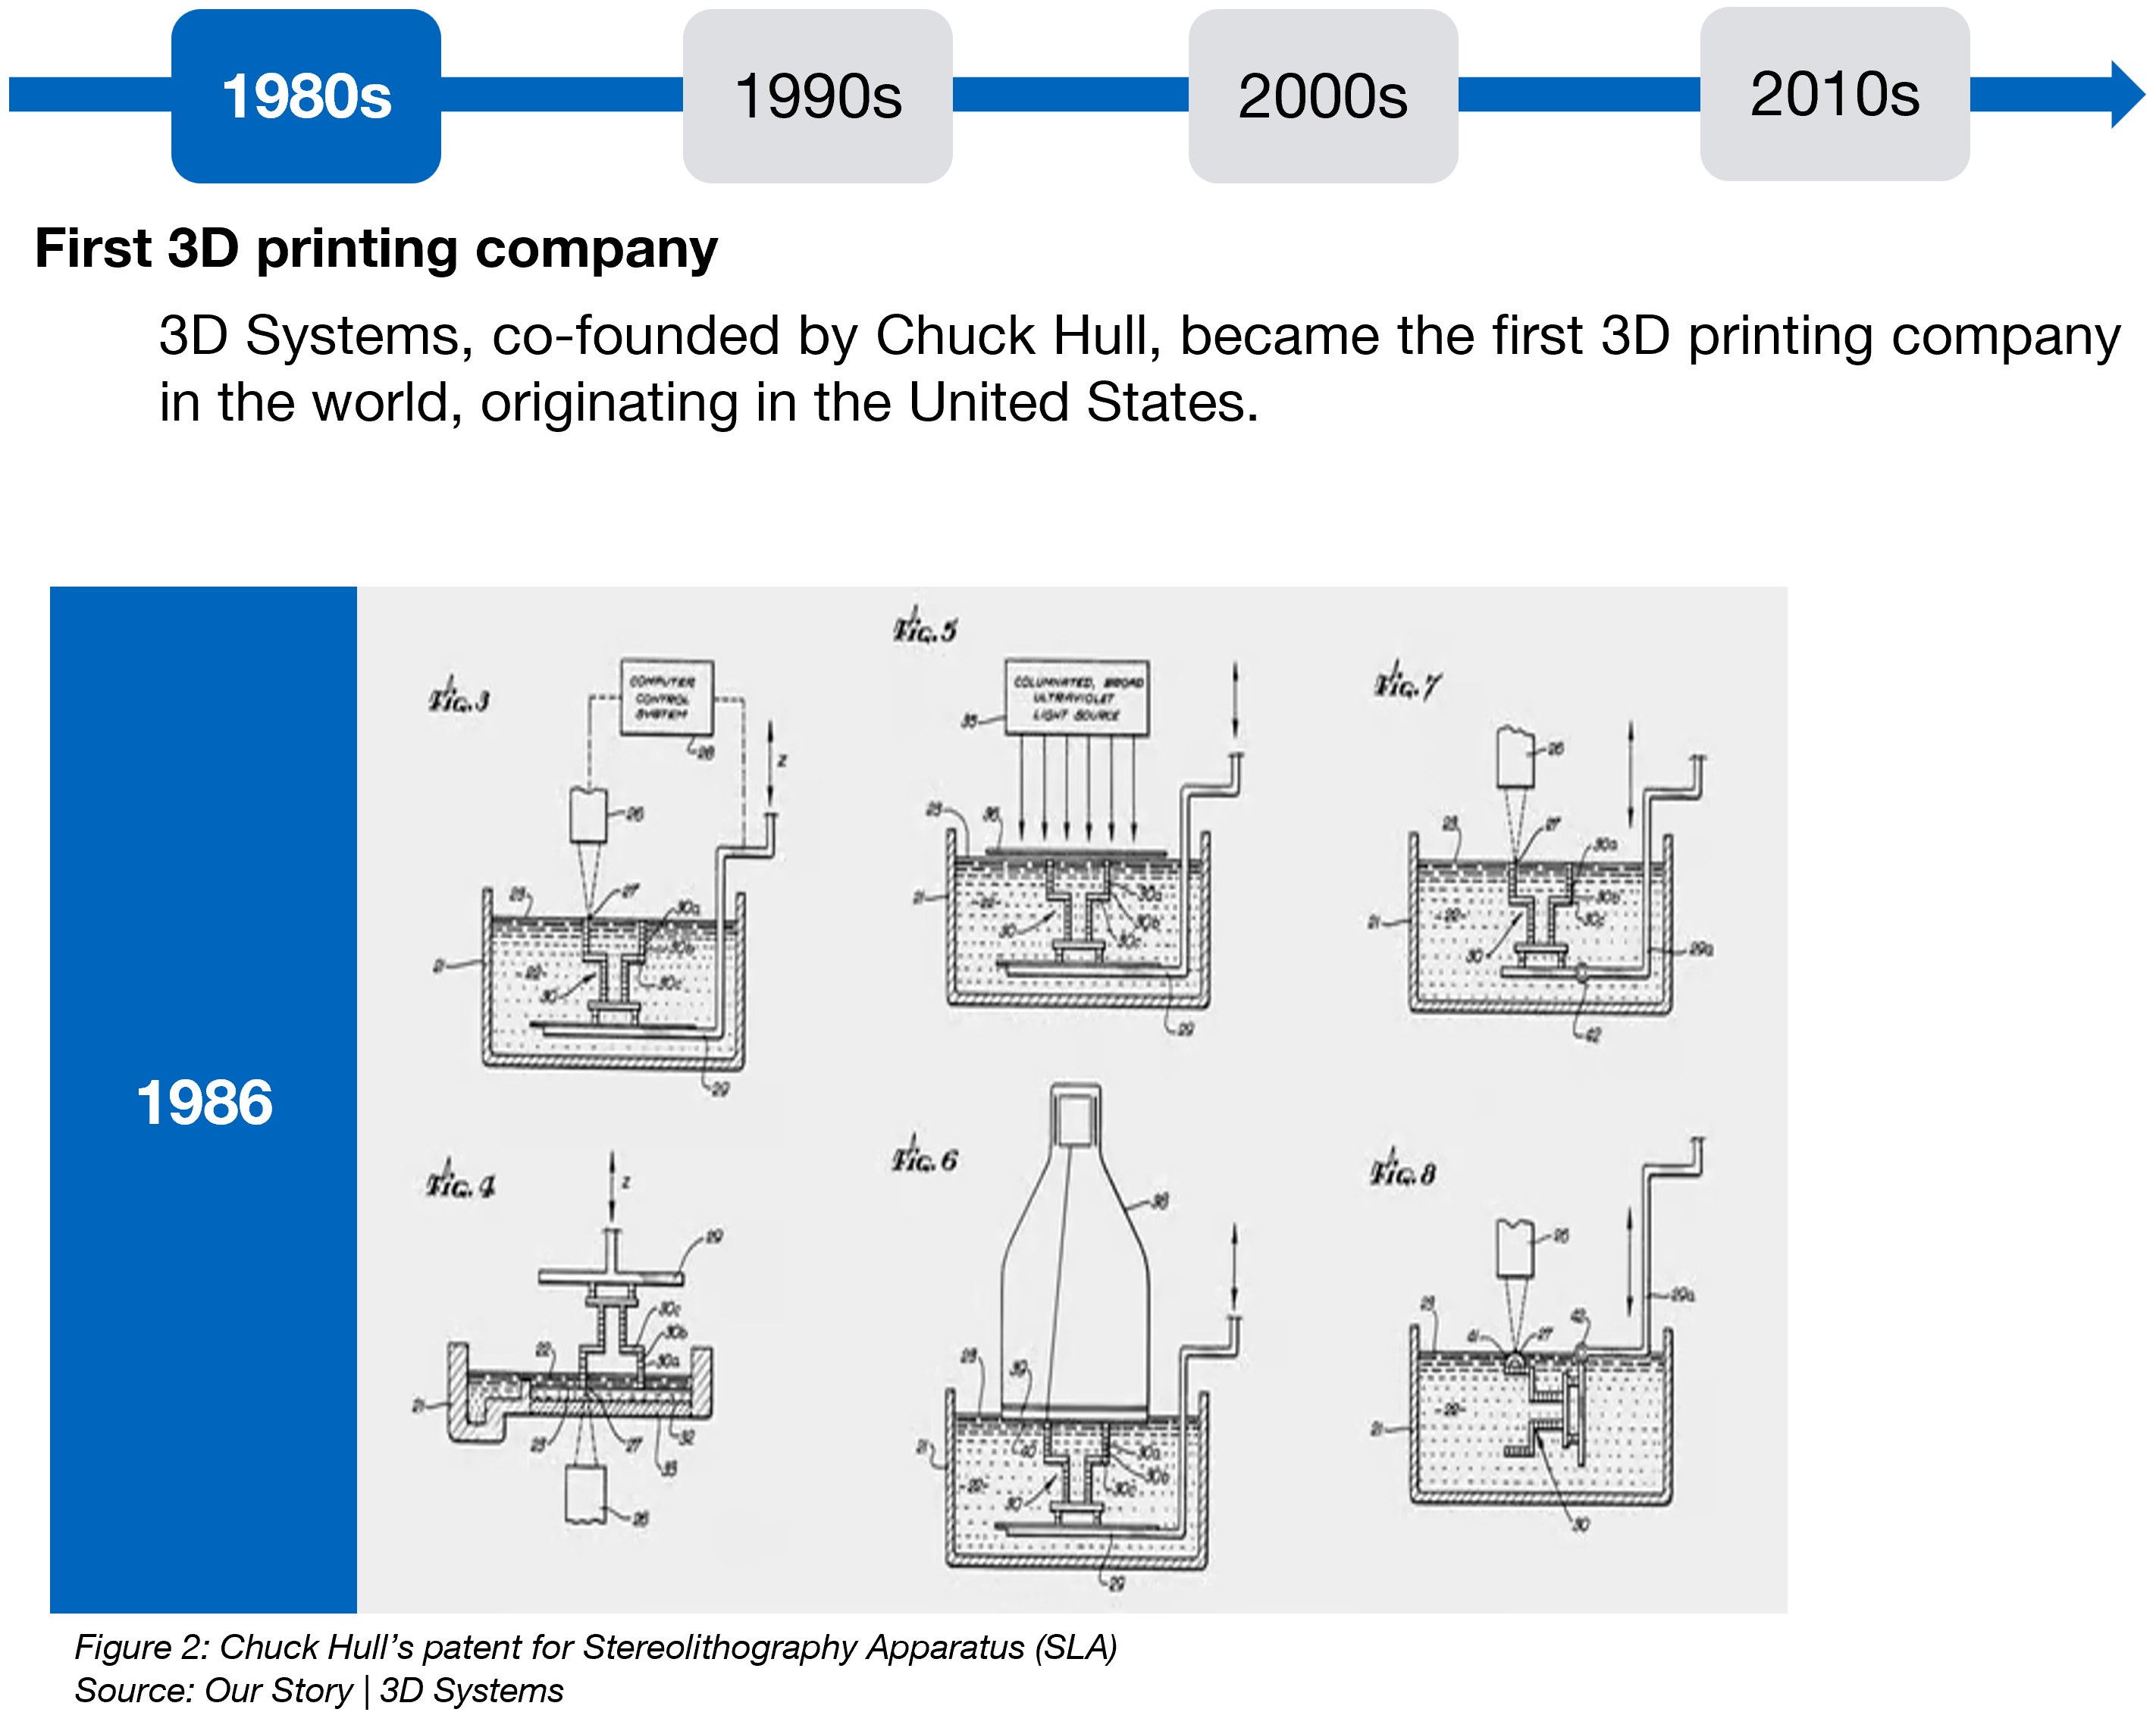 1980s
1990s
2000s
2010s
First 3D printing company
3D Systems, co-founded by Chuck Hull, became the first 3D printing company
in the world, originating in the United States.
1986
Fig. 3
COMPUTER
CONTROL
SYSTEM
28
Z
26
23
27
30a
30b
30c
21
22
30
29
Fig. 5
COLUMNATED, BROAD
ULTRAVIOLET
LIGHT SOURCE
35
23
36
21
22
30a
30b
30c
30
29
Fig. 7
26
23
27
30a
30b
30c
21
22
30
29a
42
Fig. 4
Z
29
30c
30b
30a
22
21
23
27
32
33
26
Fig. 6
38
23
39
40
21
22
30a
30b
30c
30
29
Fig. 8
26
29a
23
41
27
42
21
22
30
Figure 2: Chuck Hull’s patent for Stereolithography Apparatus (SLA)
Source: Our Story | 3D Systems